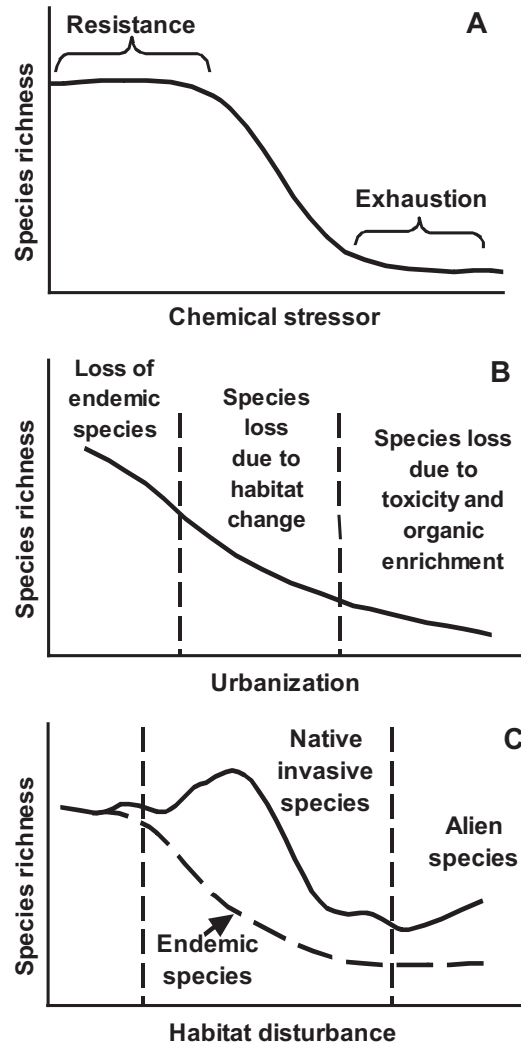 Resistance
A
Species richness
Exhaustion
Chemical stressor
Loss of
endemic
species
Species
loss
due to
habitat
change
B
Species loss
due to
toxicity and
organic
enrichment
Species richness
Urbanization
C
Native
invasive
species
Alien
species
Species richness
Endemic
species
Habitat disturbance